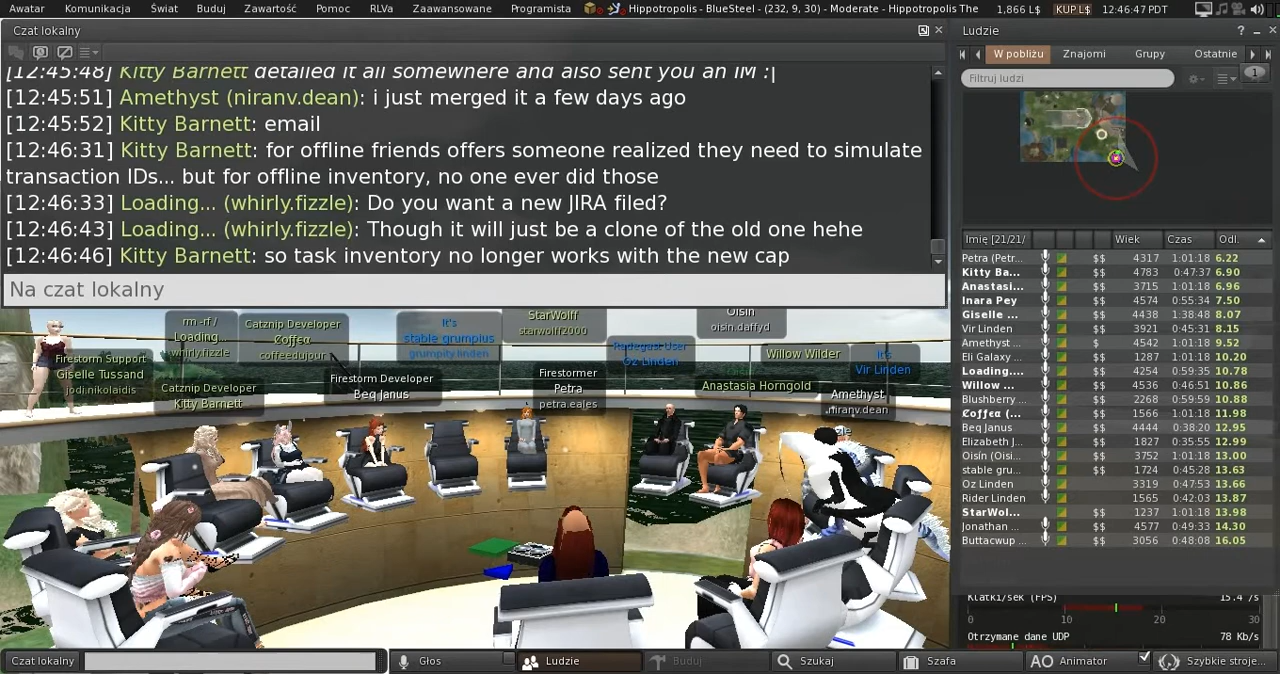 Awatar Komunikacja Świat Buduj Zawartość Pomoc RLVa Zaawansowane Programista Hippotropolis - BlueSteel - (232, 9, 30) - Moderate - Hippotropolis The 1,866 L$ KUP L$ 12:46:47 PDT
Czat lokalny
[12:45:48] Kitty Barnett detailed it all somewhere and also sent you an IM :|
[12:45:51] Amethyst (niranv.dean): i just merged it a few days ago
[12:45:52] Kitty Barnett: email
[12:46:31] Kitty Barnett: for offline friends offers someone realized they need to simulate
transaction IDs... but for offline inventory, no one ever did those
[12:46:33] Loading... (whirly.fizzle): Do you want a new JIRA filed?
[12:46:43] Loading... (whirly.fizzle): Though it will just be a clone of the old one hehe
[12:46:46] Kitty Barnett: so task inventory no longer works with the new cap
Na czat lokalny
rm -rf /
Loading...
whirly.fizzle
Catznip Developer
Coffee
coffeedujour
It's
stable grumplus
grumpity.linden
StarWolff
starwolff2000
Oisin
oisin.daffyd
Radegast User
Oz Linden
Willow Wilder
It's
Vir Linden
Firestorm Support
Giselle Tussand
jodi.nikolaidis
Catznip Developer
Kitty Barnett
Firestorm Developer
Beq Janus
Firestormer
Petra
petra.eales
Anastasia Horngold
Amethyst
niranv.dean
Ludzie
W pobliżu Znajomi Grupy Ostatnie
Filtruj ludzi
1
Imię [21/21/ Wiek Czas Odl.
Petra (Petr... $$ 4317 1:01:18 6.22
Kitty Ba... $$ 4783 0:47:37 6.90
Anastasi... $$ 3715 1:01:18 6.96
Inara Pey $$ 4574 0:55:34 7.50
Giselle ... $$ 4438 1:38:48 8.07
Vir Linden $$ 3921 0:45:31 8.15
Amethyst ... $ 4542 1:01:18 9.52
Eli Galaxy ... $$ 1287 1:01:18 10.20
Loading.... $$ 4254 0:59:35 10.78
Willow ... $$ 4536 0:46:51 10.86
Blushberry ... $$ 2268 0:59:59 10.88
Coffee (... $$ 1566 1:01:18 11.98
Beq Janus $$ 4444 0:38:20 12.95
Elizabeth J... $$ 1827 0:35:55 12.99
Oisín (Oisi... $$ 3752 1:01:18 13.00
stable gru... $$ 1724 0:45:28 13.63
Oz Linden 3319 0:47:53 13.66
Rider Linden 1565 0:42:03 13.87
StarWol... $$ 1237 1:01:18 13.98
Jonathan ... $$ 4577 0:49:33 14.30
Buttacwup ... $$ 3056 0:48:08 16.05
Klatki/sek (FPS) 15.4 /s
0 10 20 30
Otrzymane dane UDP 78 Kb/s
Czat lokalny Głos Ludzie Buduj Szukaj Szafa AO Animator Szybkie stroje...